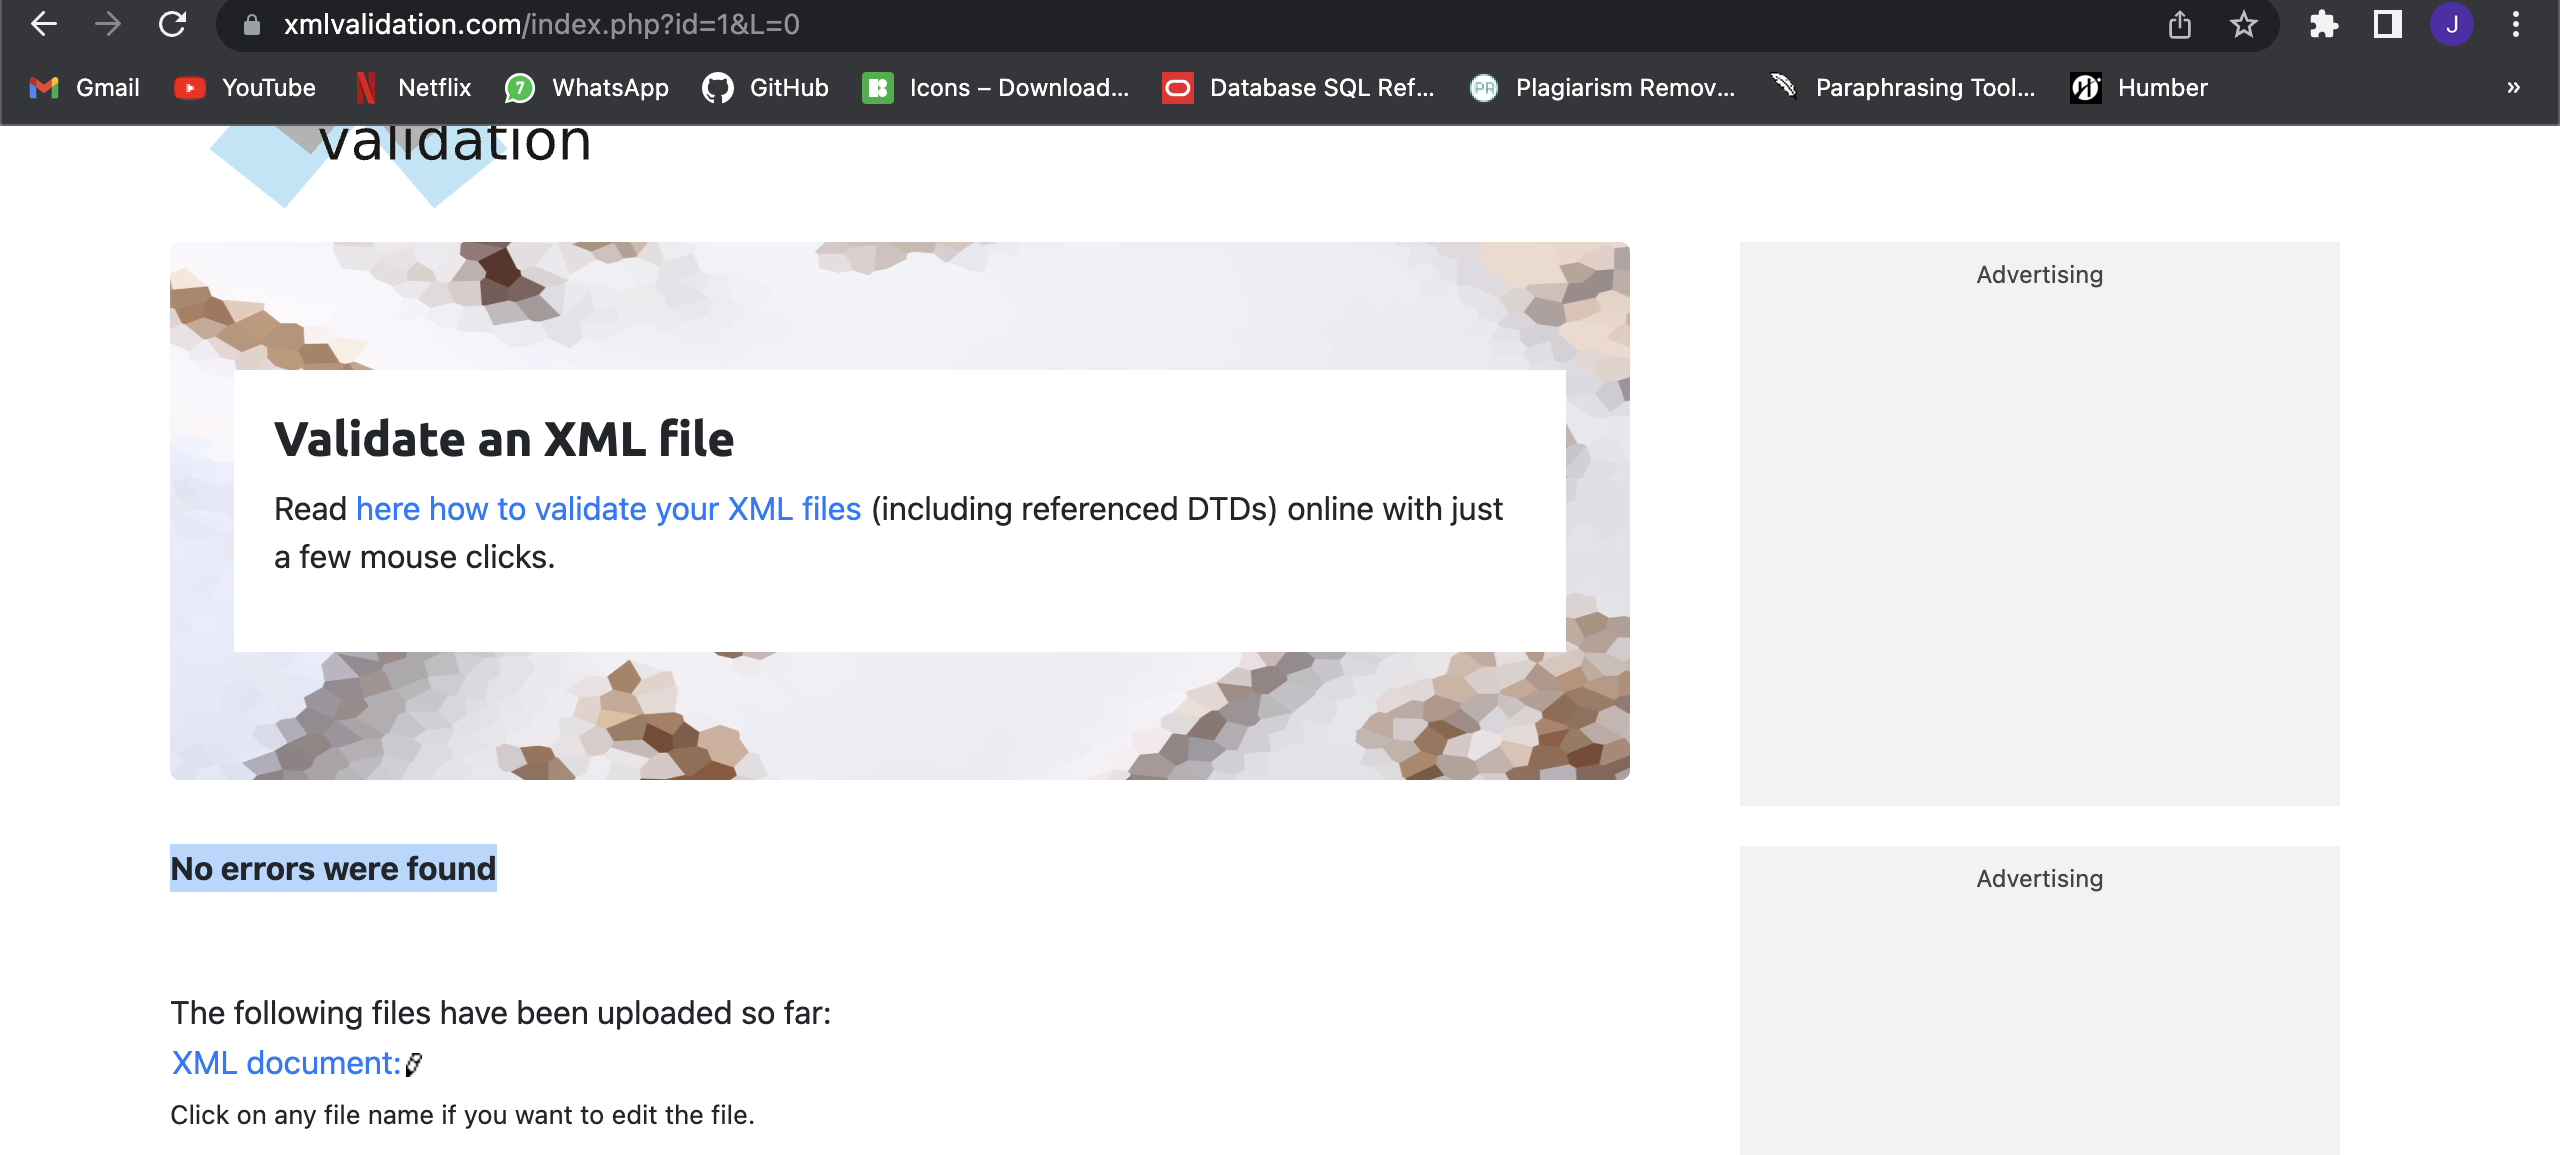 xmlvalidation.com/index.php?id=1&L=0
J
Gmail YouTube Netflix 7 WhatsApp GitHub Icons – Download... Database SQL Ref... PR Plagiarism Remov... Paraphrasing Tool... Humber »
validation
Validate an XML file
Read here how to validate your XML files (including referenced DTDs) online with just
a few mouse clicks.
Advertising
No errors were found
Advertising
The following files have been uploaded so far:
XML document:
Click on any file name if you want to edit the file.